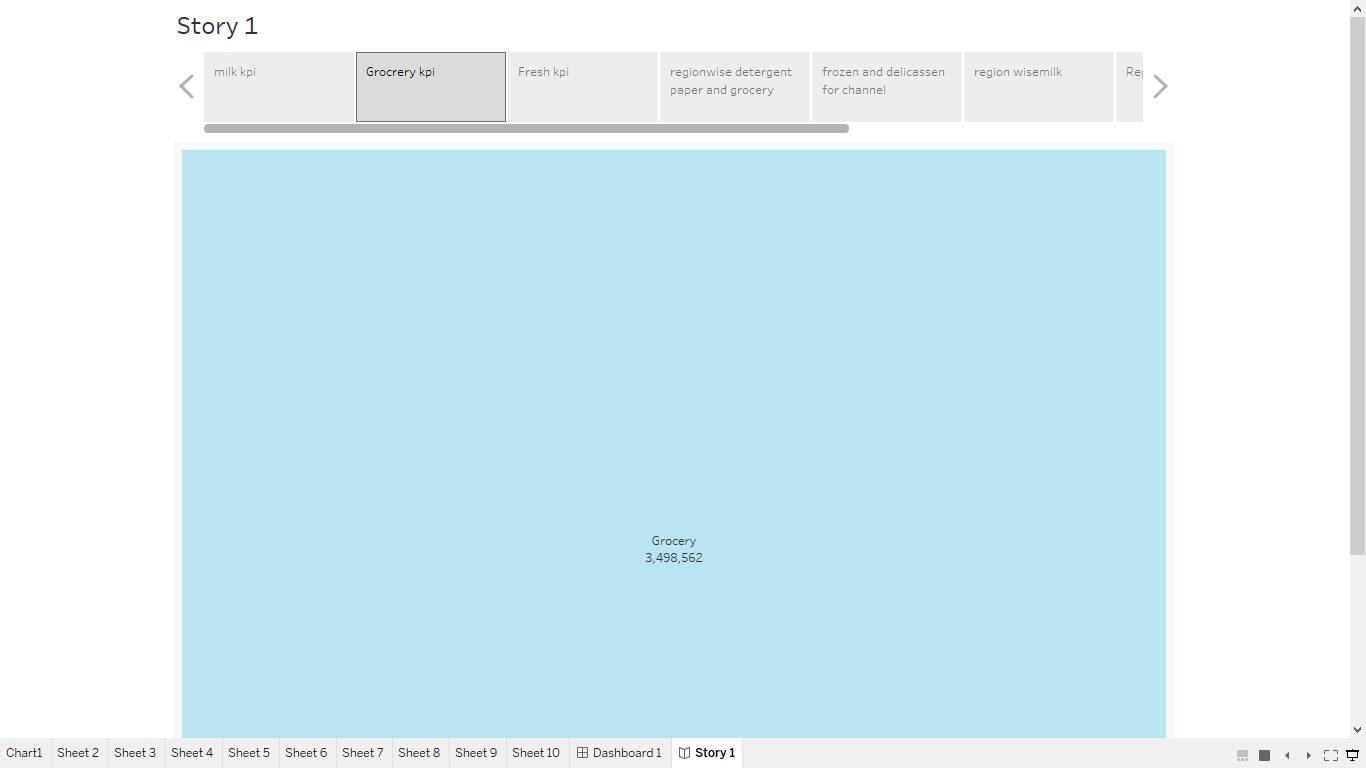 Story 1
milk kpi
Grocrery kpi
Fresh kpi
regionwise detergent
paper and grocery
frozen and delicassen
for channel
region wisemilk
Grocery
3,498,562
Chart1
Sheet 2
Sheet 3
Sheet 4
Sheet 5
Sheet 6
Sheet 7
Sheet 8
Sheet 9
Sheet 10
Dashboard 1
Story 1